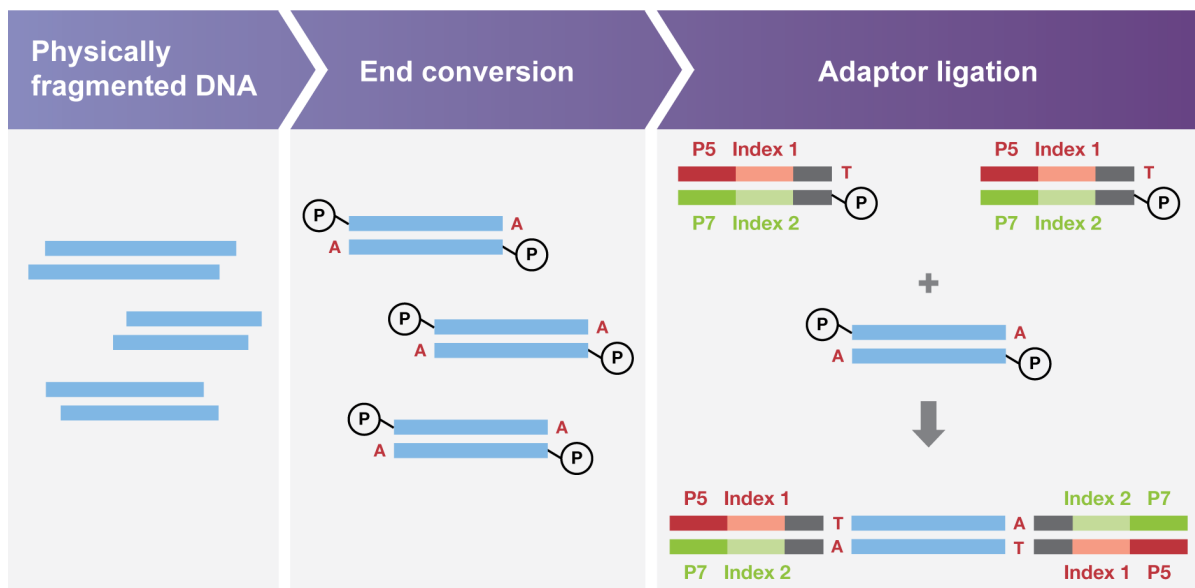 Physically
fragmented DNA
End conversion
Adaptor ligation
P
A
A
P
P
A
A
P
P
A
A
P
P5 Index 1
T
P
P7 Index 2
P5 Index 1
T
P
P7 Index 2
+
P
A
A
P
P5 Index 1
Index 2 P7
T
A
A
T
P7 Index 2
Index 1 P5